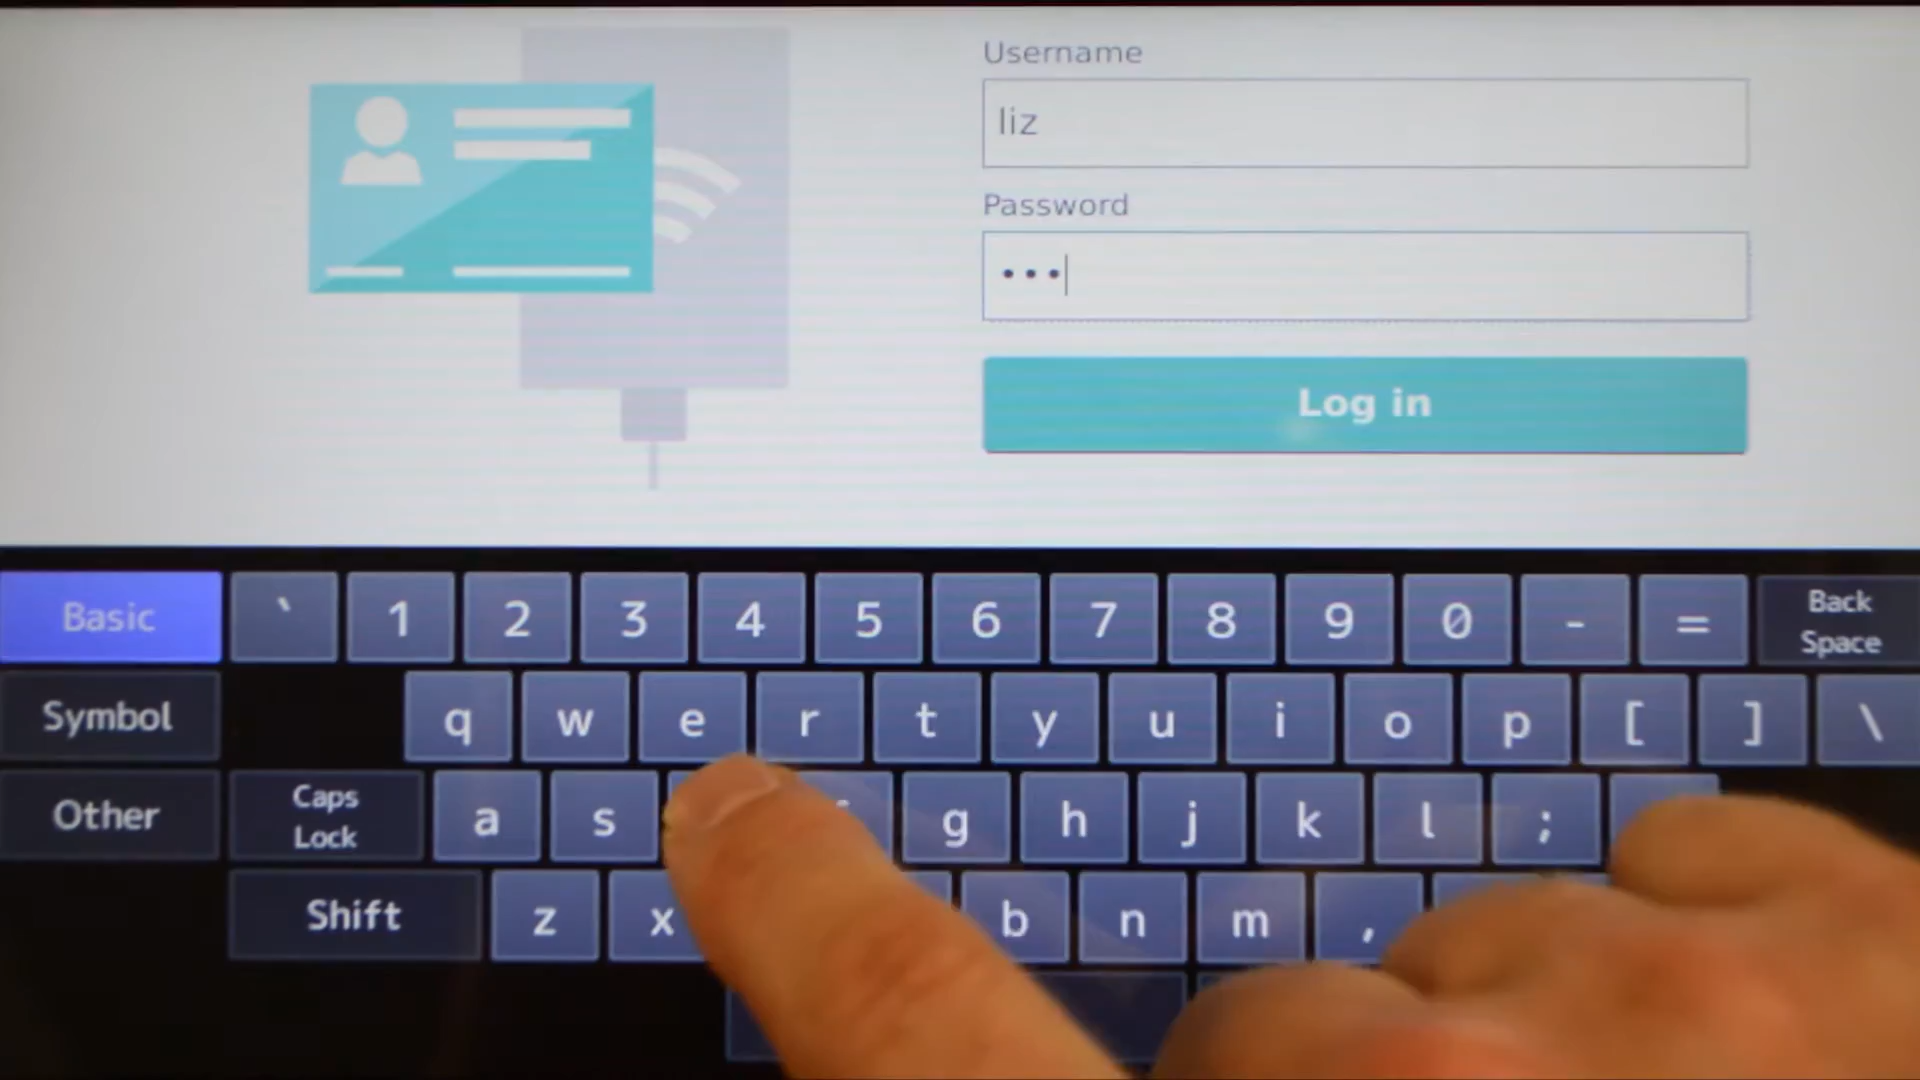 Username
liz
Password
•••
Log in
Basic ` 1 2 3 4 5 6 7 8 9 0 - = Back Space
Symbol q w e r t y u i o p [ ] \
Other Caps Lock a s g h j k l ;
Shift z x b n m ,